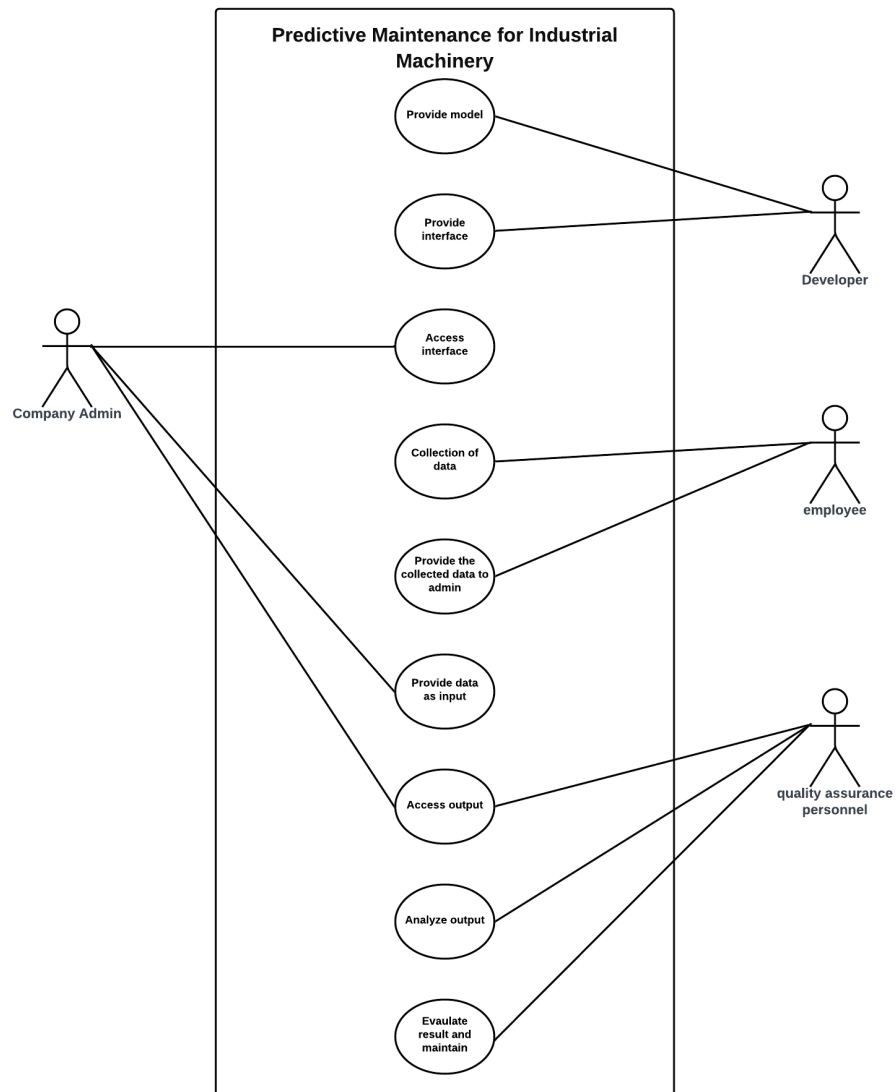 Predictive Maintenance for Industrial
Machinery
Provide model
Provide
interface
Developer
Access
interface
Company Admin
Collection of
data
employee
Provide the
collected data to
admin
Provide data
as input
Access output
quality assurance
personnel
Analyze output
Evaulate
result and
maintain